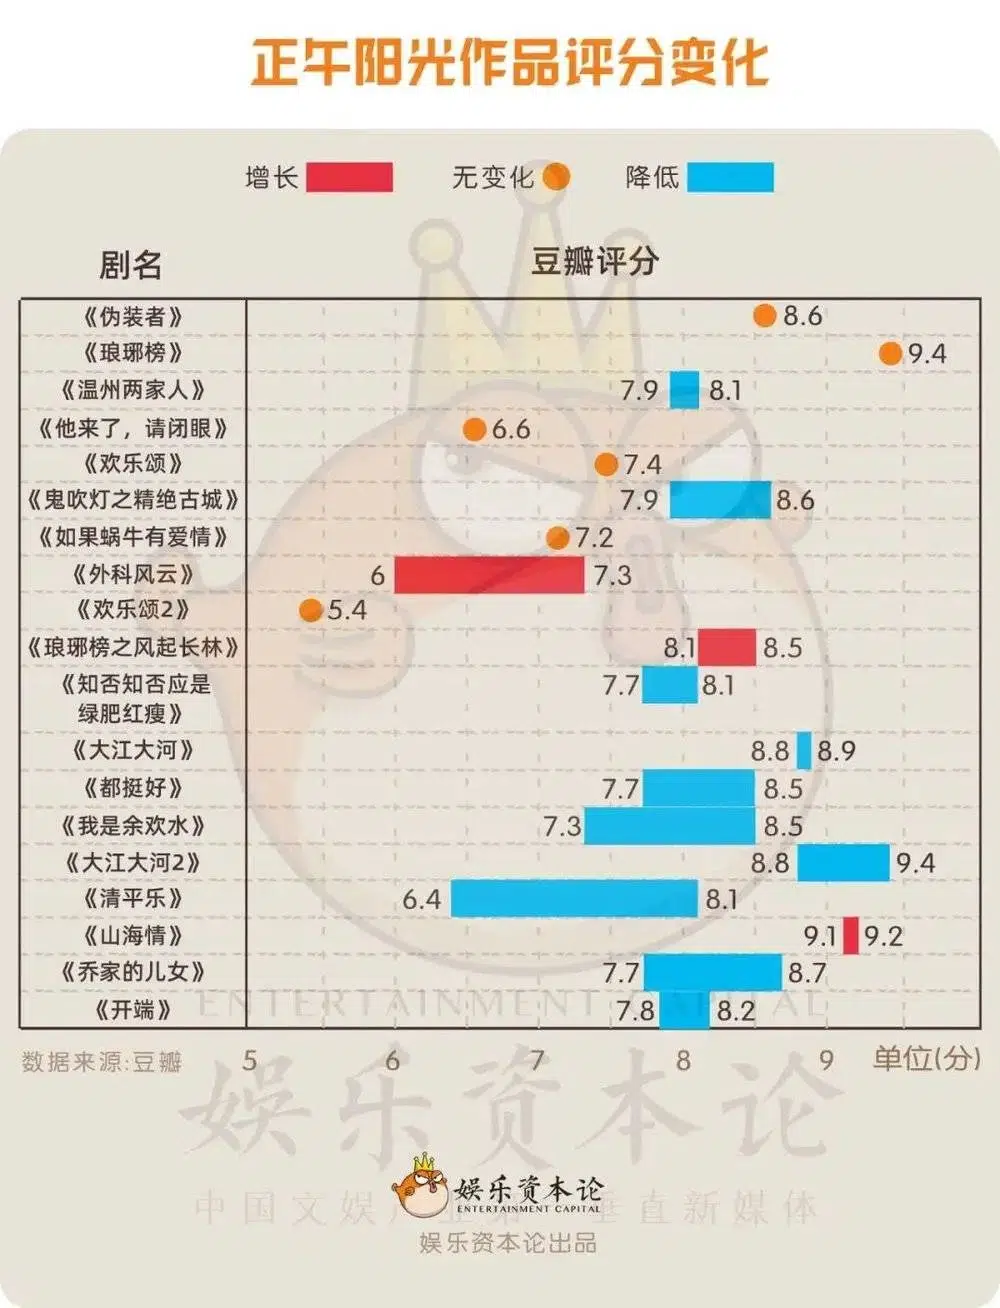 正午阳光作品评分变化
增长 无变化 降低
剧名 豆瓣评分
《伪装者》 8.6
《琅琊榜》 9.4
《温州两家人》 7.9 8.1
《他来了，请闭眼》 6.6
《欢乐颂》 7.4
《鬼吹灯之精绝古城》 7.9 8.6
《如果蜗牛有爱情》 7.2
《外科风云》 6 7.3
《欢乐颂2》 5.4
《琅琊榜之风起长林》 8.1 8.5
《知否知否应是 7.7 8.1
绿肥红瘦》
《大江大河》 8.8 8.9
《都挺好》 7.7 8.5
《我是余欢水》 7.3 8.5
《大江大河2》 8.8 9.4
《清平乐》 6.4 8.1
《山海情》 9.1 9.2
《乔家的儿女》 7.7 8.7
《开端》 7.8 8.2
ENTERTAINMENT CAPITAL
数据来源:豆瓣 5 6 7 8 9 单位(分)
娱乐资本论
娱乐资本论
ENTERTAINMENT CAPITAL
中国文娱 垂直新媒体
娱乐资本论出品